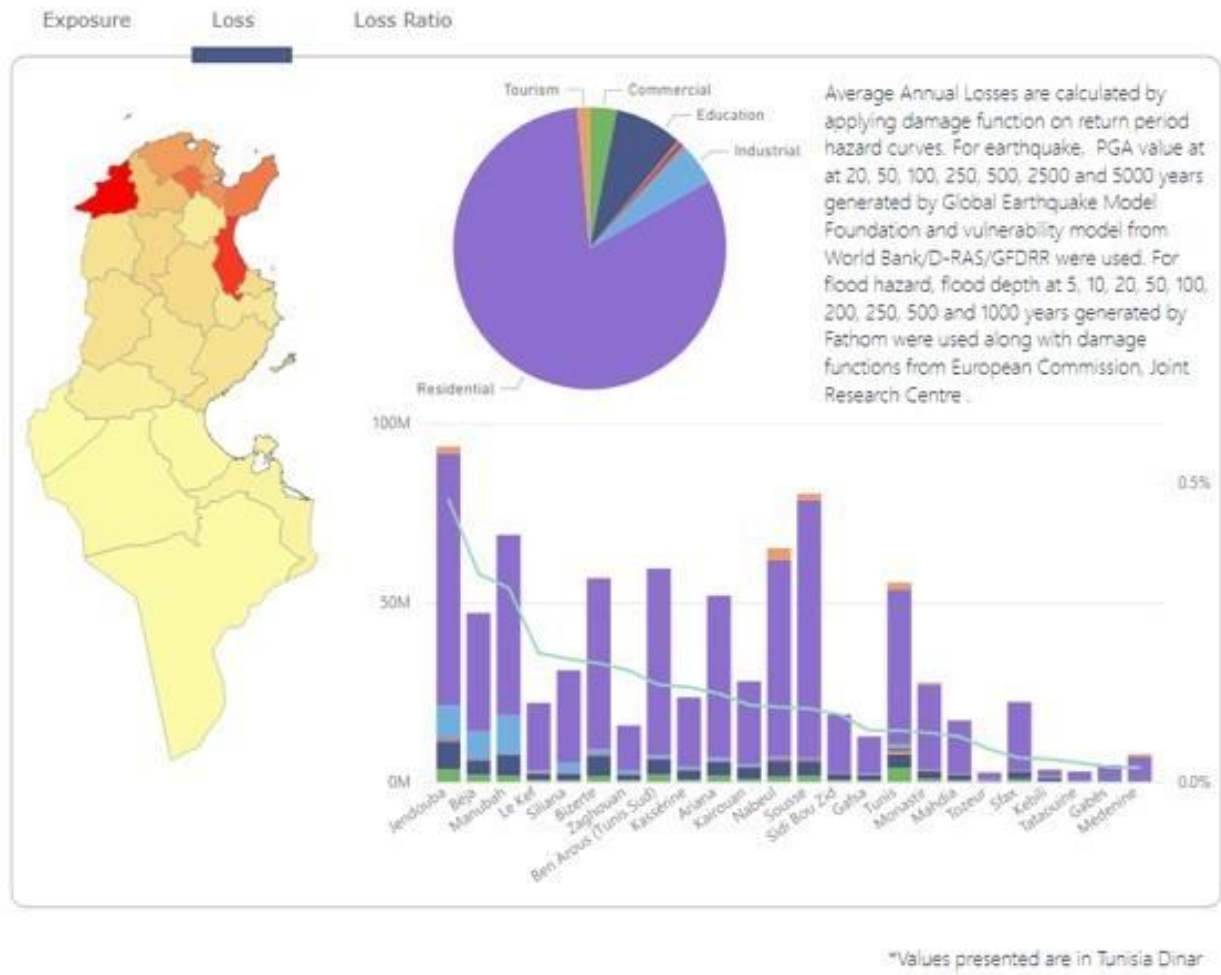 Exposure Loss Loss Ratio
Tourism Commercial
Education
Industrial
Residential
Average Annual Losses are calculated by
applying damage function on return period
hazard curves. For earthquake, PGA value at
at 20, 50, 100, 250, 500, 2500 and 5000 years
generated by Global Earthquake Model
Foundation and vulnerability model from
World Bank/D-RAS/GFDRR were used. For
flood hazard, flood depth at 5, 10, 20, 50, 100,
200, 250, 500 and 1000 years generated by
Fathom were used along with damage
functions from European Commission, Joint
Research Centre .
100M
50M
0M
0.5%
0.0%
Jendouba
Beja
Manubah
Le Kef
Siliana
Bizerte
Zaghouan
Ben Arous (Tunis Sud)
Kassérine
Ariana
Kairouan
Nabeul
Sousse
Sidi Bou Zid
Gafsa
Tunis
Monastir
Mahdia
Tozeur
Sfax
Kebili
Tataouine
Gabes
Medenine
*Values presented are in Tunisia Dinar